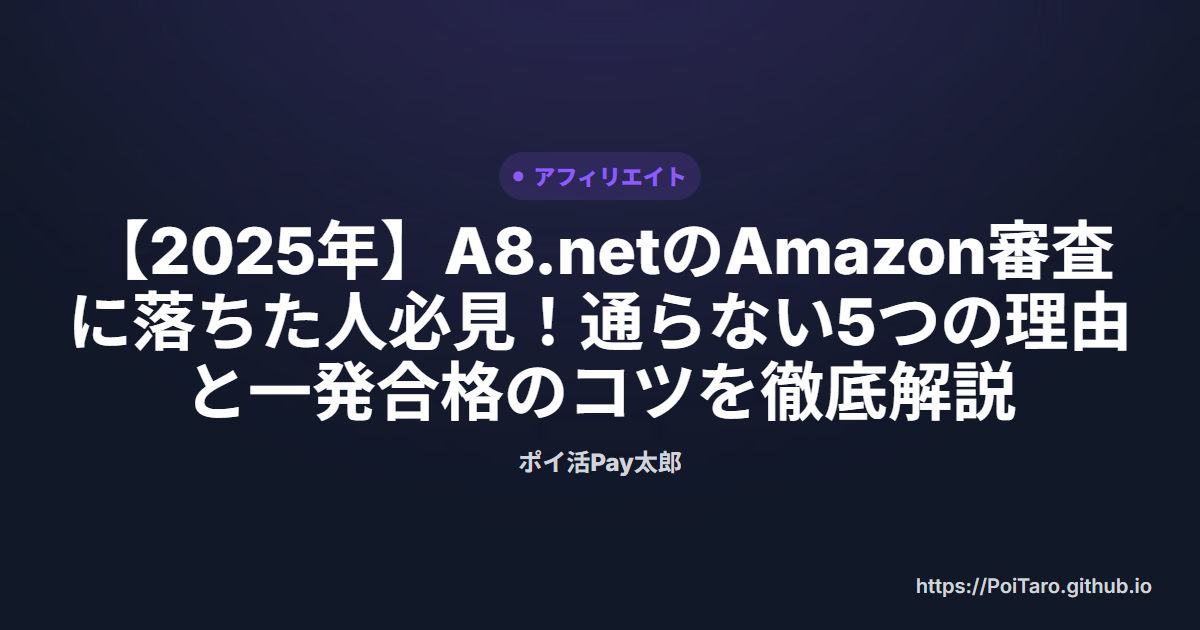 アフィリエイト
【2025年】A8.netのAmazon審査
に落ちた人必見！通らない5つの理由
と一発合格のコツを徹底解説
ポイ活Pay太郎
https://PoiTaro.github.io